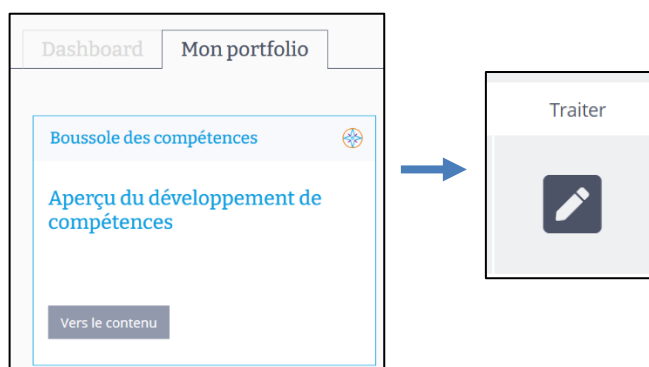 Dashboard
Mon portfolio
Boussole des compétences
Aperçu du développement de
compétences
Vers le contenu
Traiter